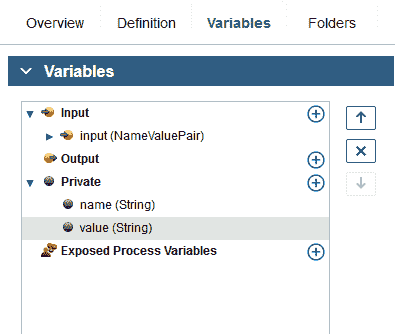 Overview Definition Variables Folders
Variables
Input
input (NameValuePair)
Output
Private
name (String)
value (String)
Exposed Process Variables